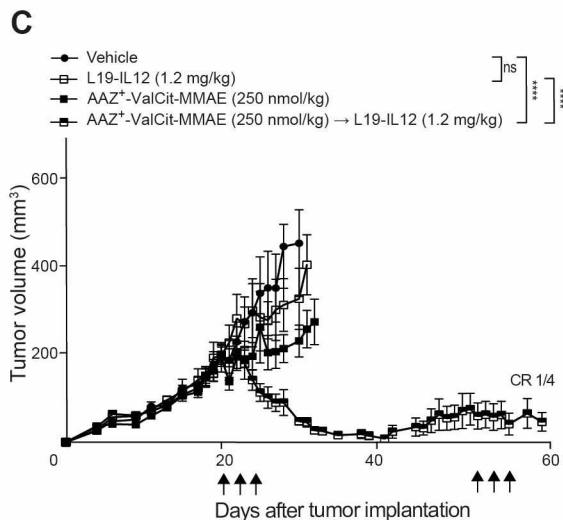 C
Vehicle
L19-IL12 (1.2 mg/kg)
AAZ⁺-ValCit-MMAE (250 nmol/kg)
AAZ⁺-ValCit-MMAE (250 nmol/kg) → L19-IL12 (1.2 mg/kg)
ns
****
****
Tumor volume (mm³)
600
400
200
0
CR 1/4
0
20
40
60
Days after tumor implantation